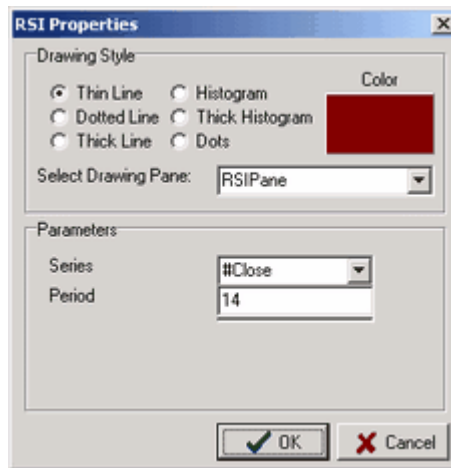 RSI Properties
Drawing Style
Color
Thin Line Histogram
Dotted Line Thick Histogram
Thick Line Dots
Select Drawing Pane: RSIPane
Parameters
Series #Close
Period 14
OK Cancel